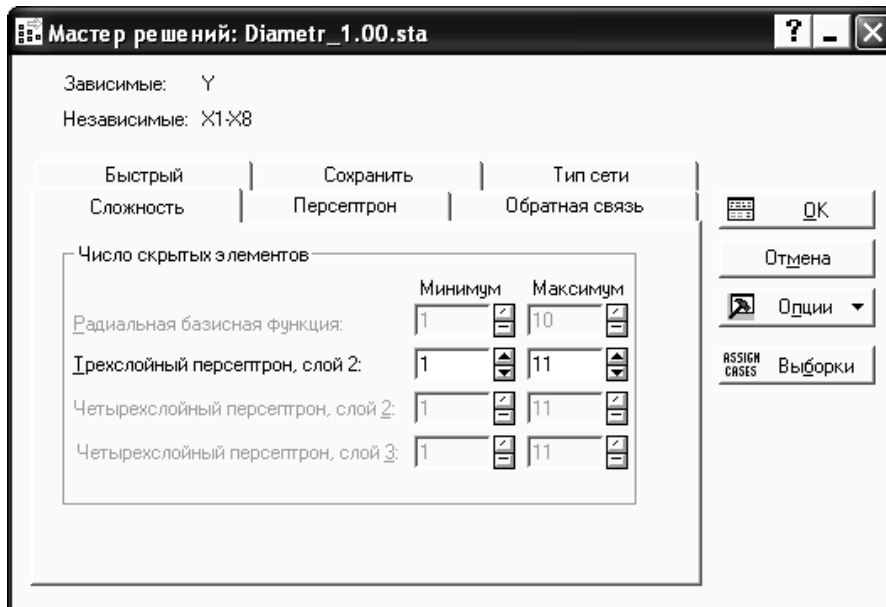 Мастер решений: Diametr_1.00.sta
Зависимые: Y
Независимые: X1-X8
Быстрый Сохранить Тип сети
Сложность Персептрон Обратная связь
Число скрытых элементов
Минимум Максимум
Радиальная базисная функция: 1 10
Трехслойный персептрон, слой 2: 1 11
Четырехслойный персептрон, слой 2: 1 11
Четырехслойный персептрон, слой 3: 1 11
OK
Отмена
Опции
ASSIGN CASES Выборки